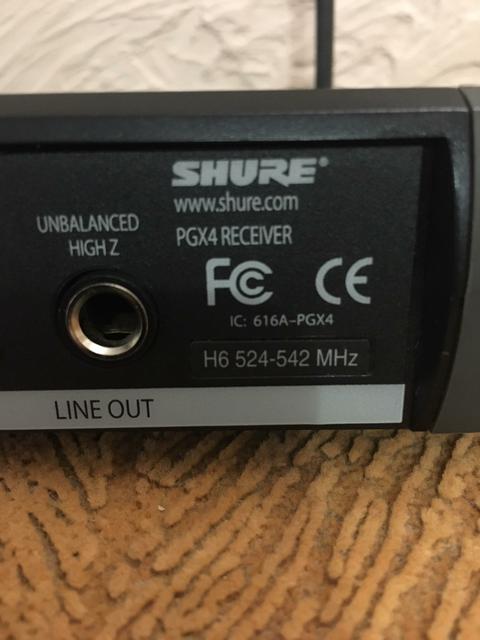 SHURE®
www.shure.com
UNBALANCED
HIGH Z
PGX4 RECEIVER
FC CE
IC: 616A-PGX4
H6 524-542 MHz
LINE OUT